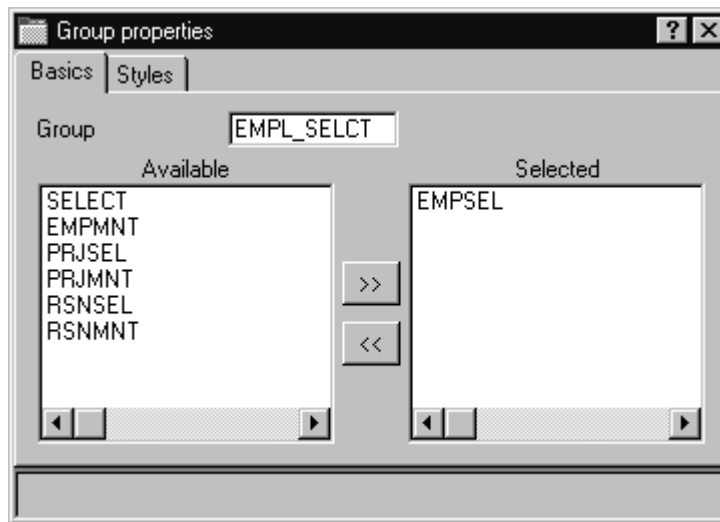 Group properties
Basics Styles
Group EMPL_SELCT
Available Selected
SELECT EMPSEL
EMPMNT
PRJSEL
PRJMNT
RSNSEL
RSNMNT
>>
<<